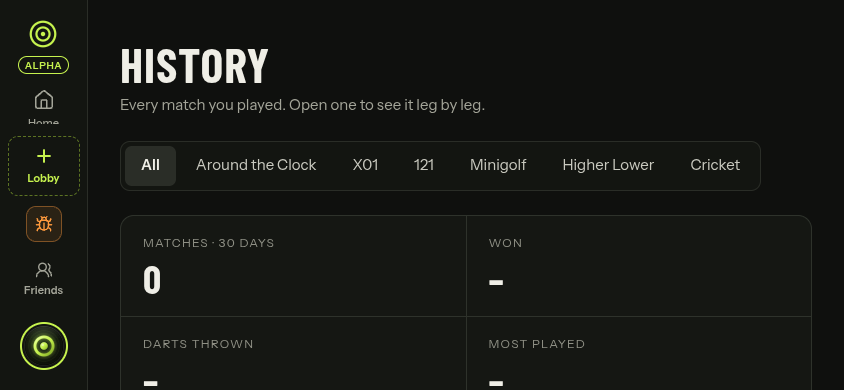 ALPHA
Home
Lobby
Friends
HISTORY
Every match you played. Open one to see it leg by leg.
All Around the Clock X01 121 Minigolf Higher Lower Cricket
MATCHES · 30 DAYS
0
WON
–
DARTS THROWN
–
MOST PLAYED
–